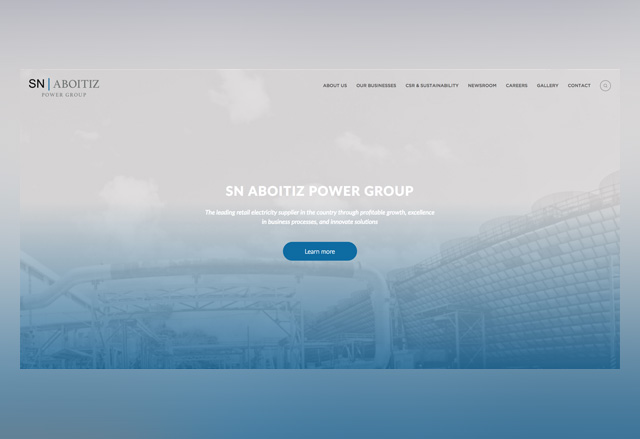 SN | ABOITIZ
POWER GROUP
ABOUT US OUR BUSINESSES CSR & SUSTAINABILITY NEWSROOM CAREERS GALLERY CONTACT
SN ABOITIZ POWER GROUP
The leading retail electricity supplier in the country through profitable growth, excellence
in business processes, and innovate solutions
Learn more